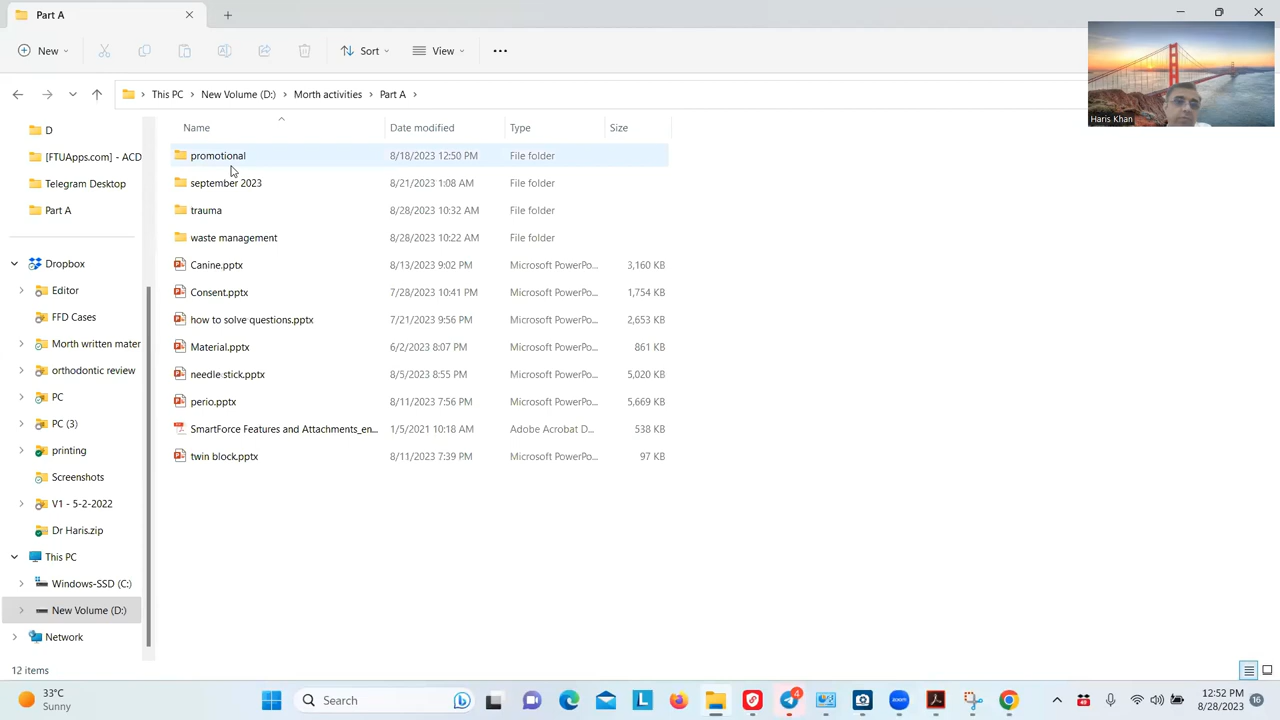 Part A
New
Sort
View
This PC
New Volume (D:)
Morth activities
Part A
Haris Khan
Name
Date modified
Type
Size
D
[FTUApps.com] - ACD
Telegram Desktop
Part A
Dropbox
Editor
FFD Cases
Morth written mater
orthodontic review
PC
PC (3)
printing
Screenshots
V1 - 5-2-2022
Dr Haris.zip
This PC
Windows-SSD (C:)
New Volume (D:)
Network
promotional 8/18/2023 12:50 PM File folder
september 2023 8/21/2023 1:08 AM File folder
trauma 8/28/2023 10:32 AM File folder
waste management 8/28/2023 10:22 AM File folder
Canine.pptx 8/13/2023 9:02 PM Microsoft PowerPo... 3,160 KB
Consent.pptx 7/28/2023 10:41 PM Microsoft PowerPo... 1,754 KB
how to solve questions.pptx 7/21/2023 9:56 PM Microsoft PowerPo... 2,653 KB
Material.pptx 6/2/2023 8:07 PM Microsoft PowerPo... 861 KB
needle stick.pptx 8/5/2023 8:55 PM Microsoft PowerPo... 5,020 KB
perio.pptx 8/11/2023 7:56 PM Microsoft PowerPo... 5,669 KB
SmartForce Features and Attachments_en... 1/5/2021 10:18 AM Adobe Acrobat D... 538 KB
twin block.pptx 8/11/2023 7:39 PM Microsoft PowerPo... 97 KB
12 items
33°C
Sunny
Search
L
4
zoom
49
12:52 PM
8/28/2023
16